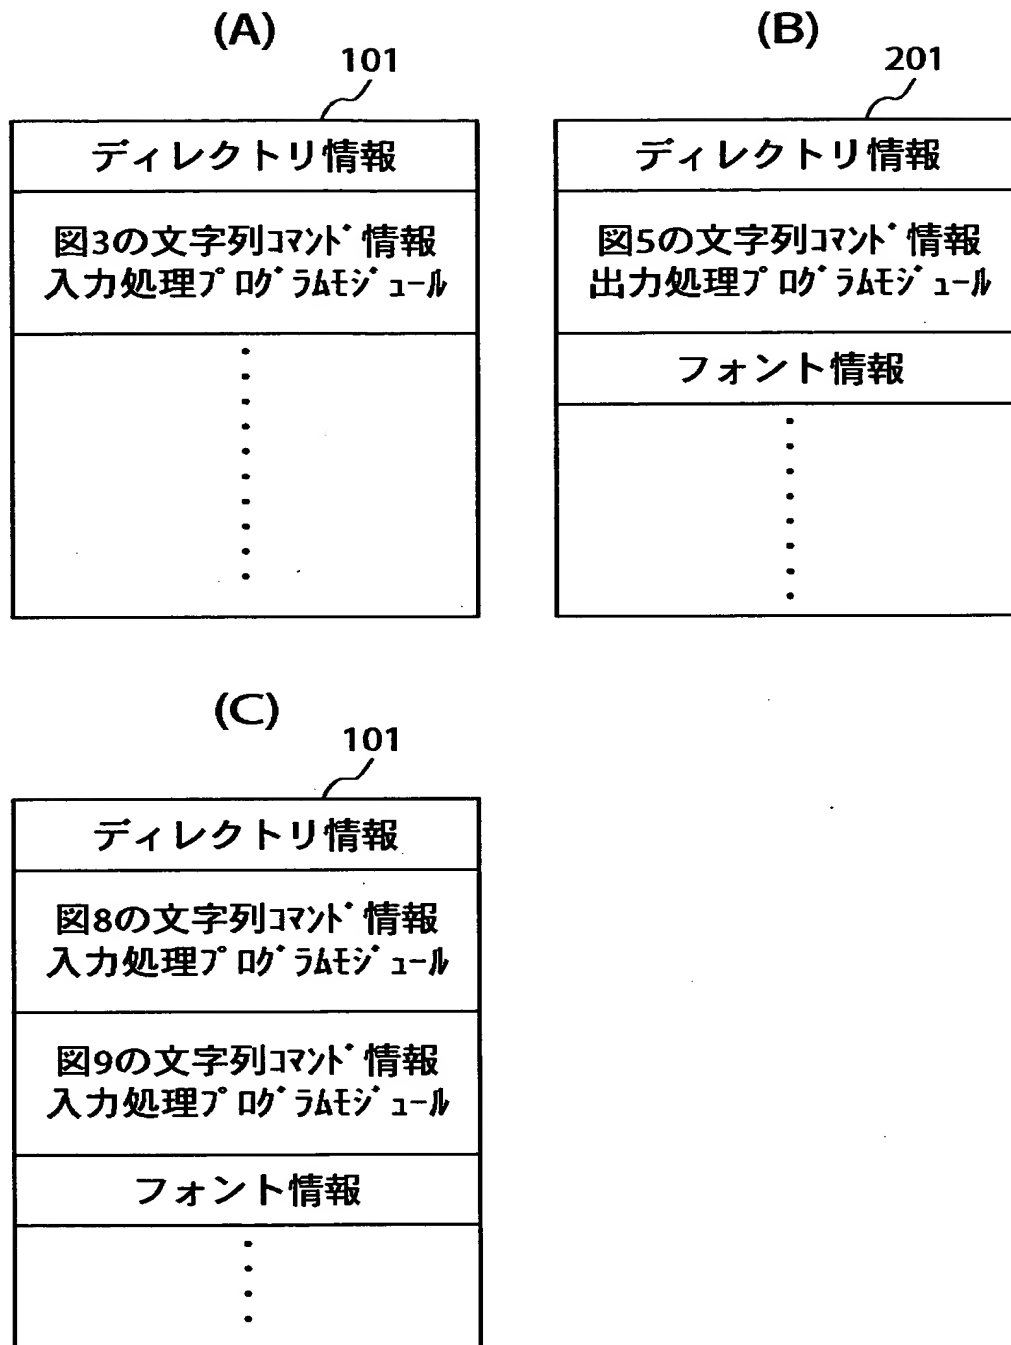 (A)
101
ディレクトリ情報
図3の文字列ｺﾏﾝﾄﾞ情報
入力処理ﾌﾟﾛｸﾞﾗﾑﾓｼﾞｭｰﾙ
(B)
201
ディレクトリ情報
図5の文字列ｺﾏﾝﾄﾞ情報
出力処理ﾌﾟﾛｸﾞﾗﾑﾓｼﾞｭｰﾙ
フォント情報
(C)
101
ディレクトリ情報
図8の文字列ｺﾏﾝﾄﾞ情報
入力処理ﾌﾟﾛｸﾞﾗﾑﾓｼﾞｭｰﾙ
図9の文字列ｺﾏﾝﾄﾞ情報
入力処理ﾌﾟﾛｸﾞﾗﾑﾓｼﾞｭｰﾙ
フォント情報